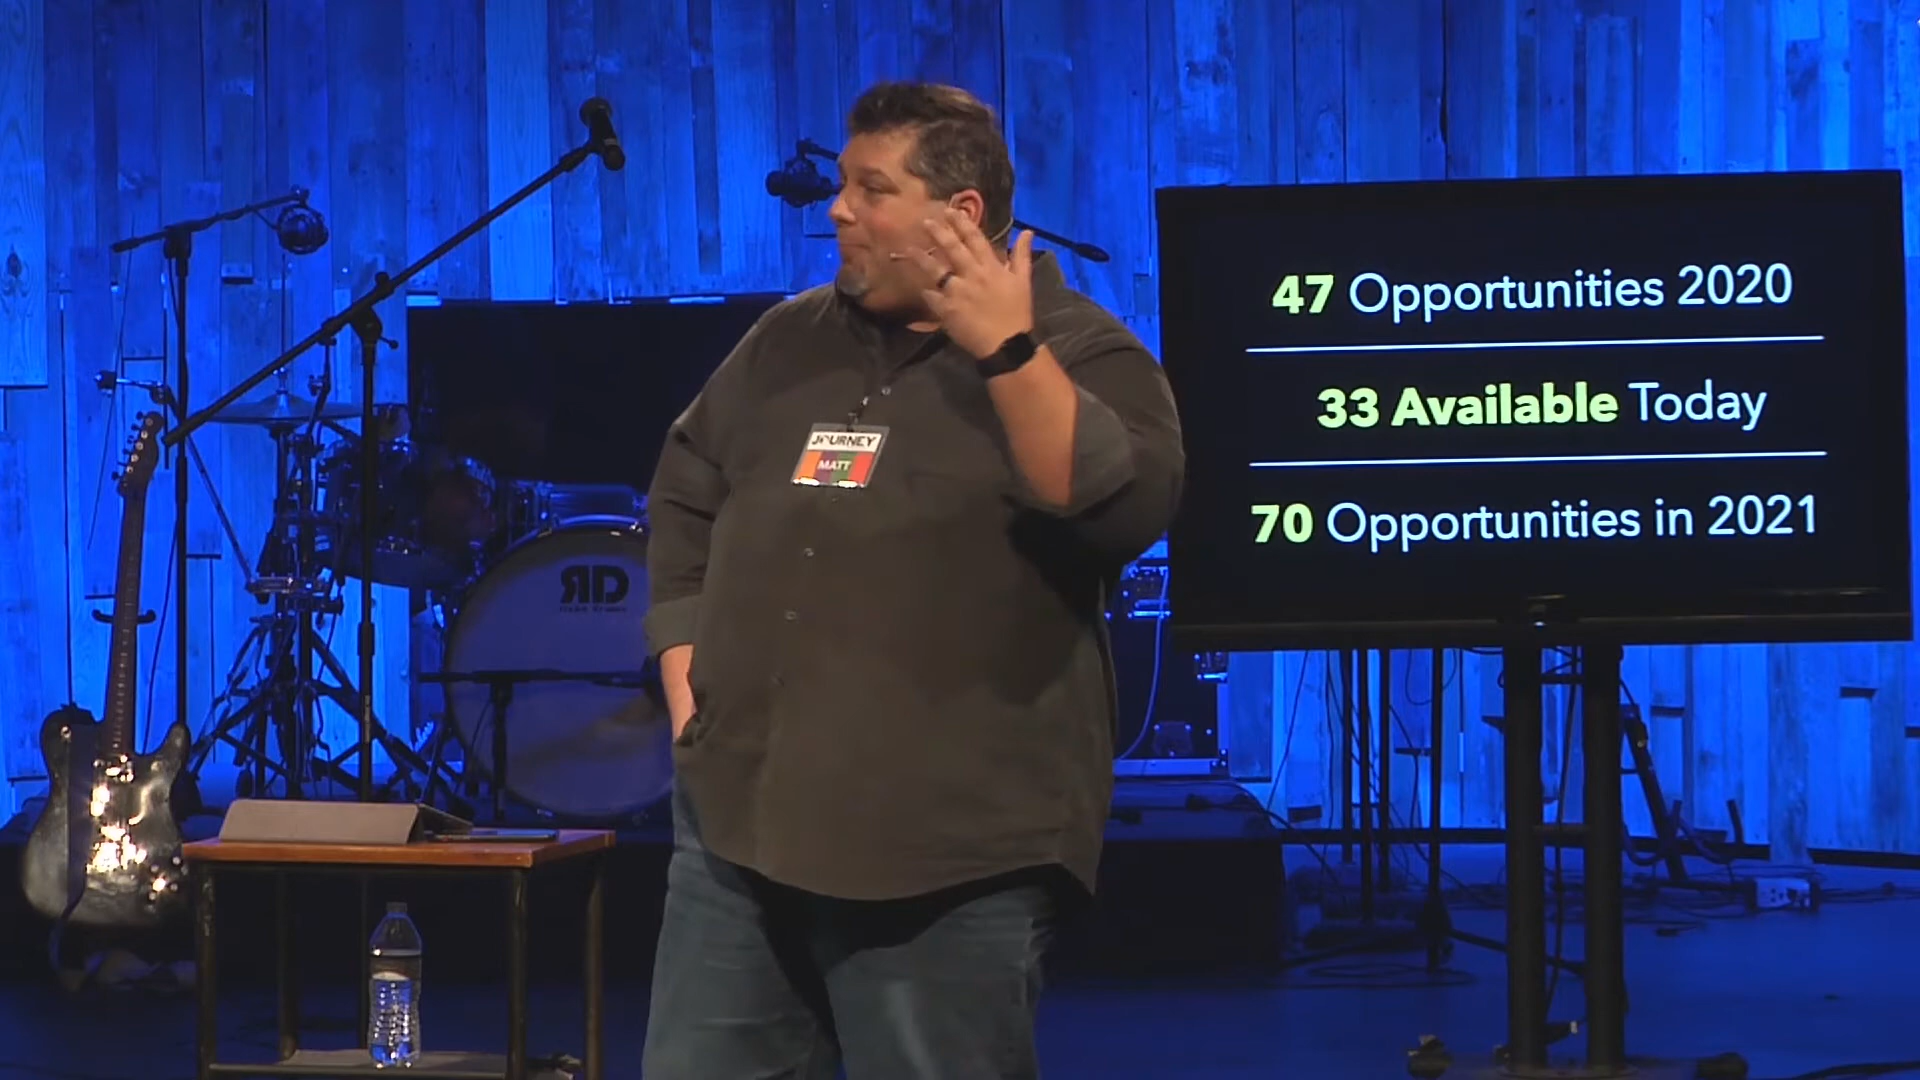 47 Opportunities 2020
33 Available Today
70 Opportunities in 2021
JOURNEY
MATT
RD